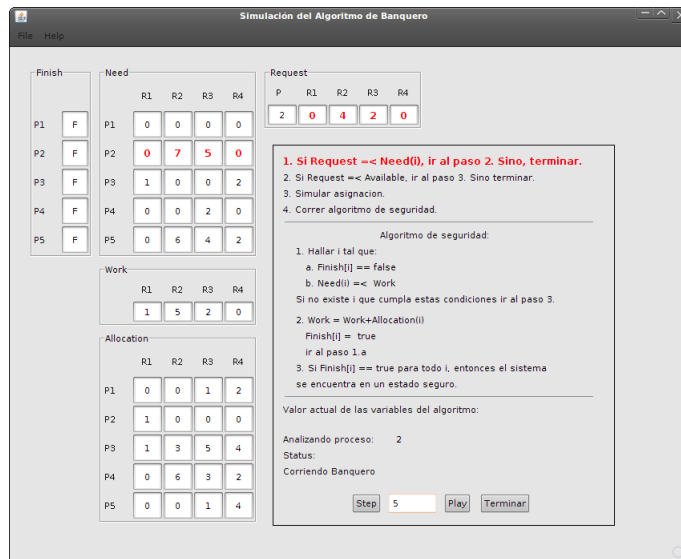 Simulación del Algoritmo de Banquero
File Help
Finish
P1 F
P2 F
P3 F
P4 F
P5 F
Need
R1 R2 R3 R4
P1 0 0 0 0
P2 0 7 5 0
P3 1 0 0 2
P4 0 0 2 0
P5 0 6 4 2
Work
R1 R2 R3 R4
1 5 2 0
Allocation
R1 R2 R3 R4
P1 0 0 1 2
P2 1 0 0 0
P3 1 3 5 4
P4 0 6 3 2
P5 0 0 1 4
Request
P R1 R2 R3 R4
2 0 4 2 0
1. Si Request =< Need(i), ir al paso 2. Sino, terminar.
2. Si Request =< Available, ir al paso 3. Sino terminar.
3. Simular asignacion.
4. Correr algoritmo de seguridad.
Algoritmo de seguridad:
1. Hallar i tal que:
a. Finish[i] == false
b. Need(i) =< Work
Si no existe i que cumpla estas condiciones ir al paso 3.
2. Work = Work+Allocation(i)
Finish[i] = true
ir al paso 1.a
3. Si Finish[i] == true para todo i, entonces el sistema
se encuentra en un estado seguro.
Valor actual de las variables del algoritmo:
Analizando proceso: 2
Status:
Corriendo Banquero
Step 5 Play Terminar